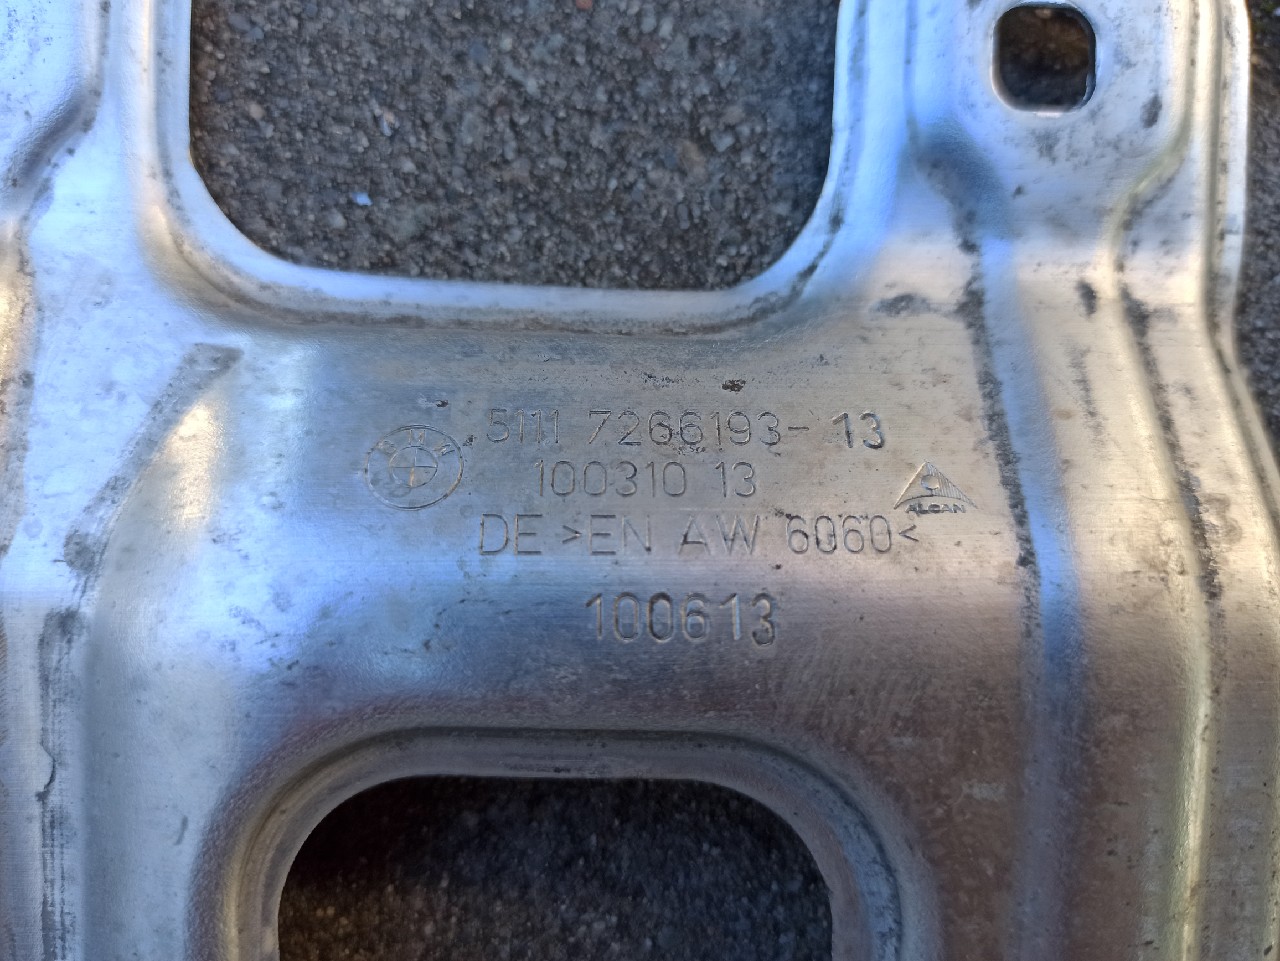 5111 7266193- 13
100310 13
ALCAN
DE >EN AW 6060<
100613